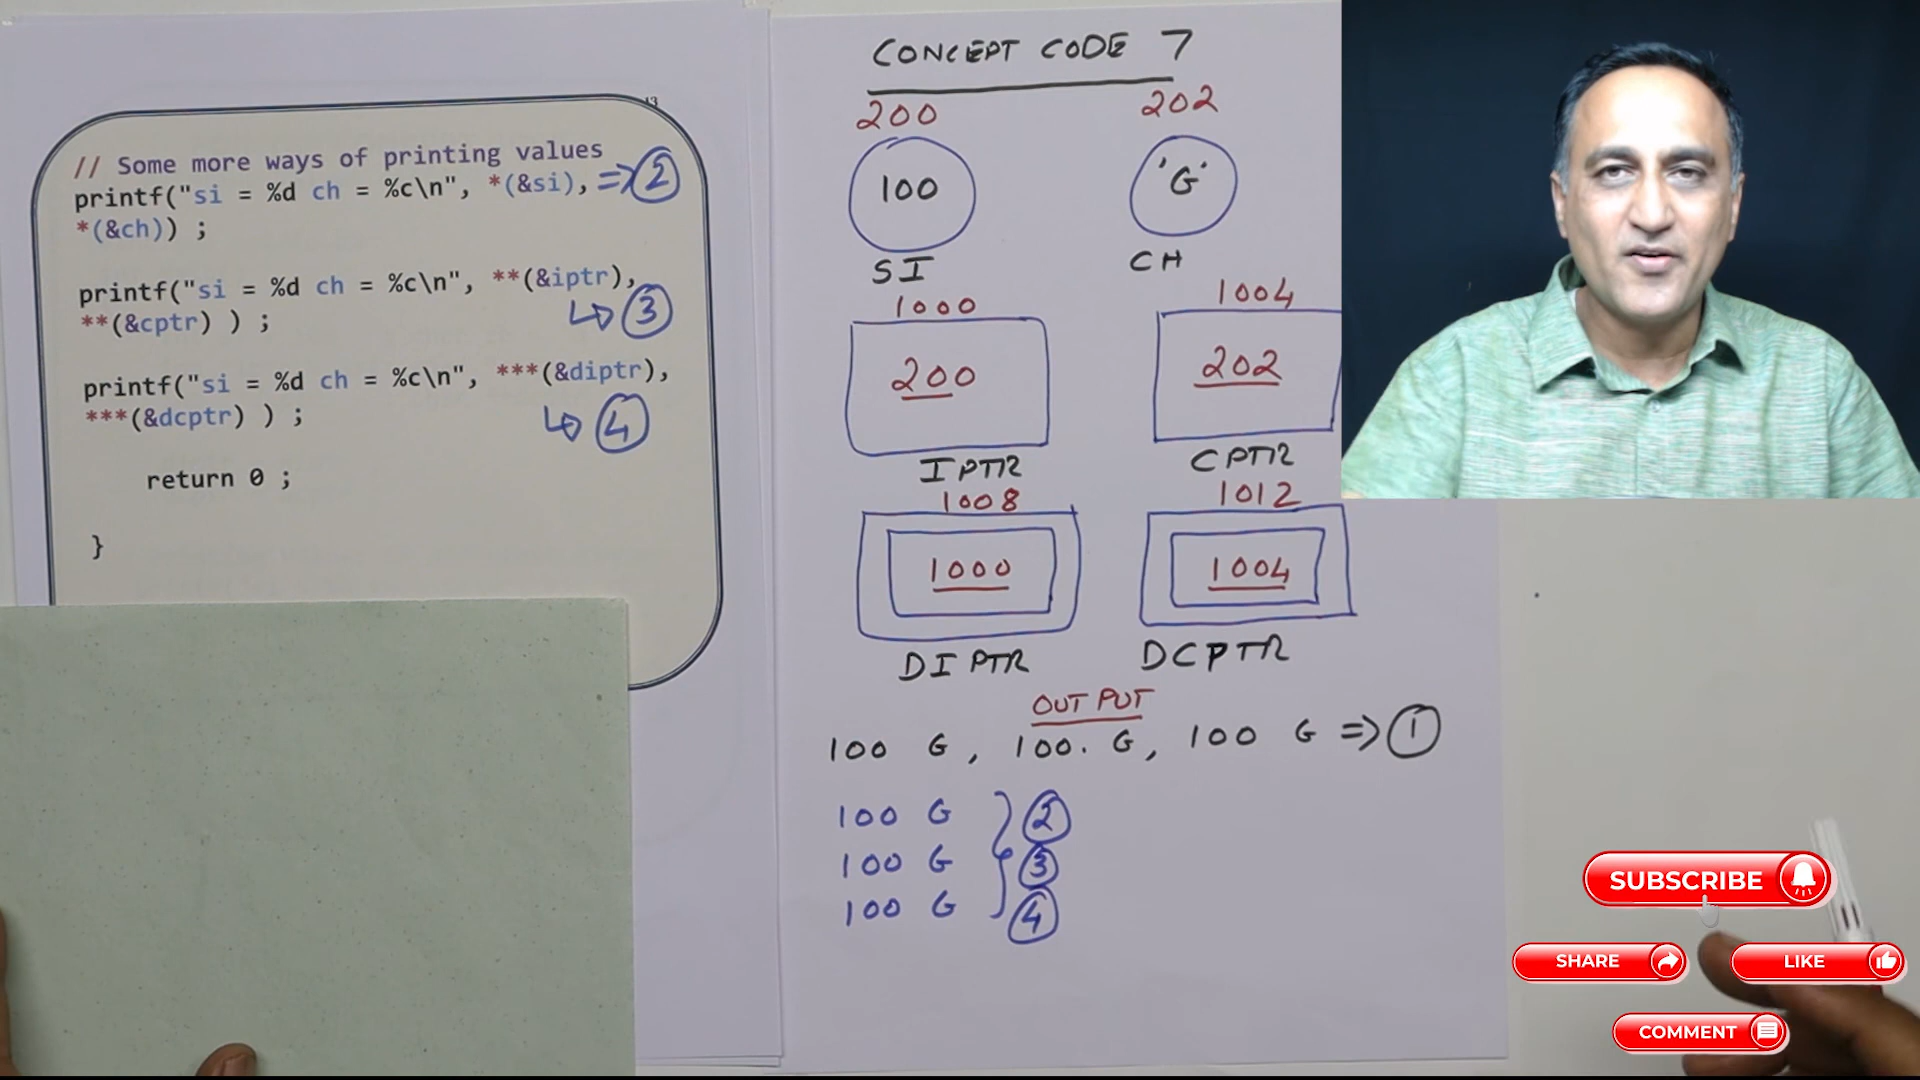 13
// Some more ways of printing values
printf("si = %d ch = %c\n", *(&si), => 2
*(&ch)) ;
printf("si = %d ch = %c\n", **(&iptr),
3
**(&cptr) ) ;
printf("si = %d ch = %c\n", ***(&diptr),
***(&dcptr) ) ;
4
return 0 ;
}
CONCEPT CODE 7
200 202
100 'G'
SI CH
1000 1004
200 202
IPTR CPTR
1008 1012
1000 1004
DIPTR DCPTR
OUTPUT
100 G , 100. G , 100 G => 1
100 G 2
100 G 3
100 G 4
SUBSCRIBE
SHARE LIKE
COMMENT